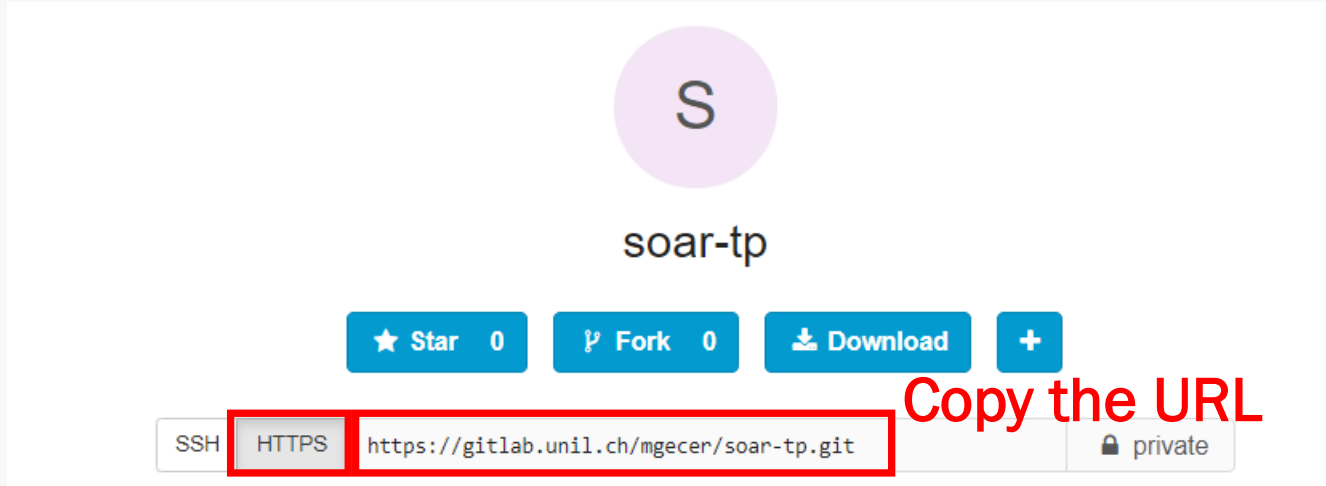 S
soar-tp
Star 0 Fork 0 Download +
Copy the URL
SSH HTTPS https://gitlab.unil.ch/mgecer/soar-tp.git private